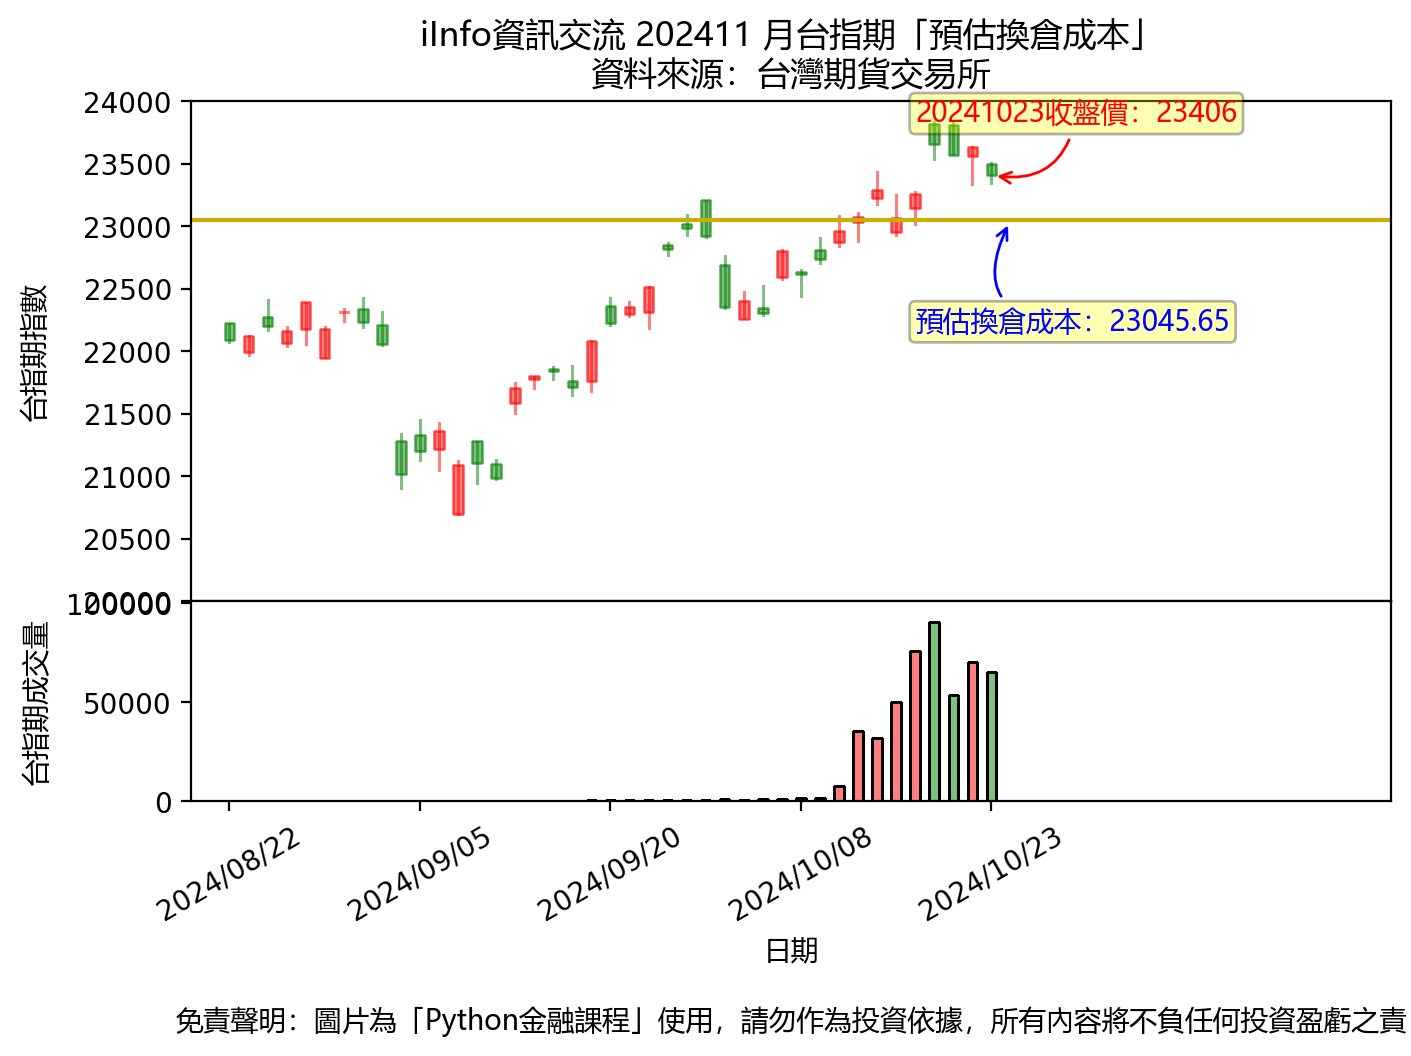 iInfo資訊交流 202411 月台指期「預估換倉成本」
資料來源：台灣期貨交易所
24000
20241023收盤價：23406
23500
23000
22500
預估換倉成本：23045.65
22000
21500
21000
20500
20000
台指期指數
100000
50000
0
台指期成交量
2024/08/22
2024/09/05
2024/09/20
2024/10/08
2024/10/23
日期
免責聲明：圖片為「Python金融課程」使用，請勿作為投資依據，所有內容將不負任何投資盈虧之責